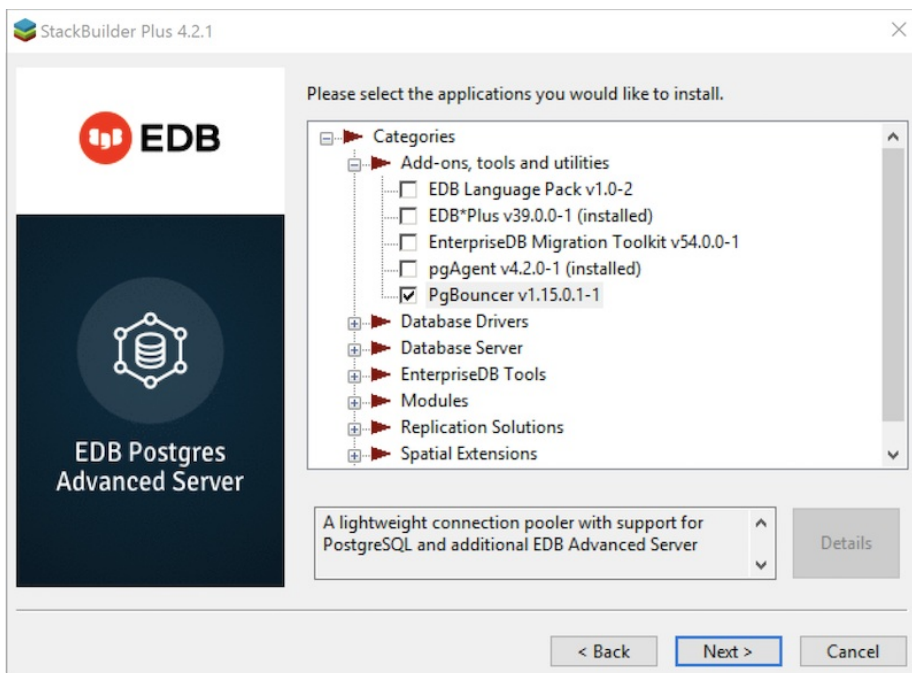 StackBuilder Plus 4.2.1
EDB
EDB Postgres
Advanced Server
Please select the applications you would like to install.
Categories
Add-ons, tools and utilities
EDB Language Pack v1.0-2
EDB*Plus v39.0.0-1 (installed)
EnterpriseDB Migration Toolkit v54.0.0-1
pgAgent v4.2.0-1 (installed)
PgBouncer v1.15.0.1-1
Database Drivers
Database Server
EnterpriseDB Tools
Modules
Replication Solutions
Spatial Extensions
A lightweight connection pooler with support for
PostgreSQL and additional EDB Advanced Server
Details
< Back
Next >
Cancel